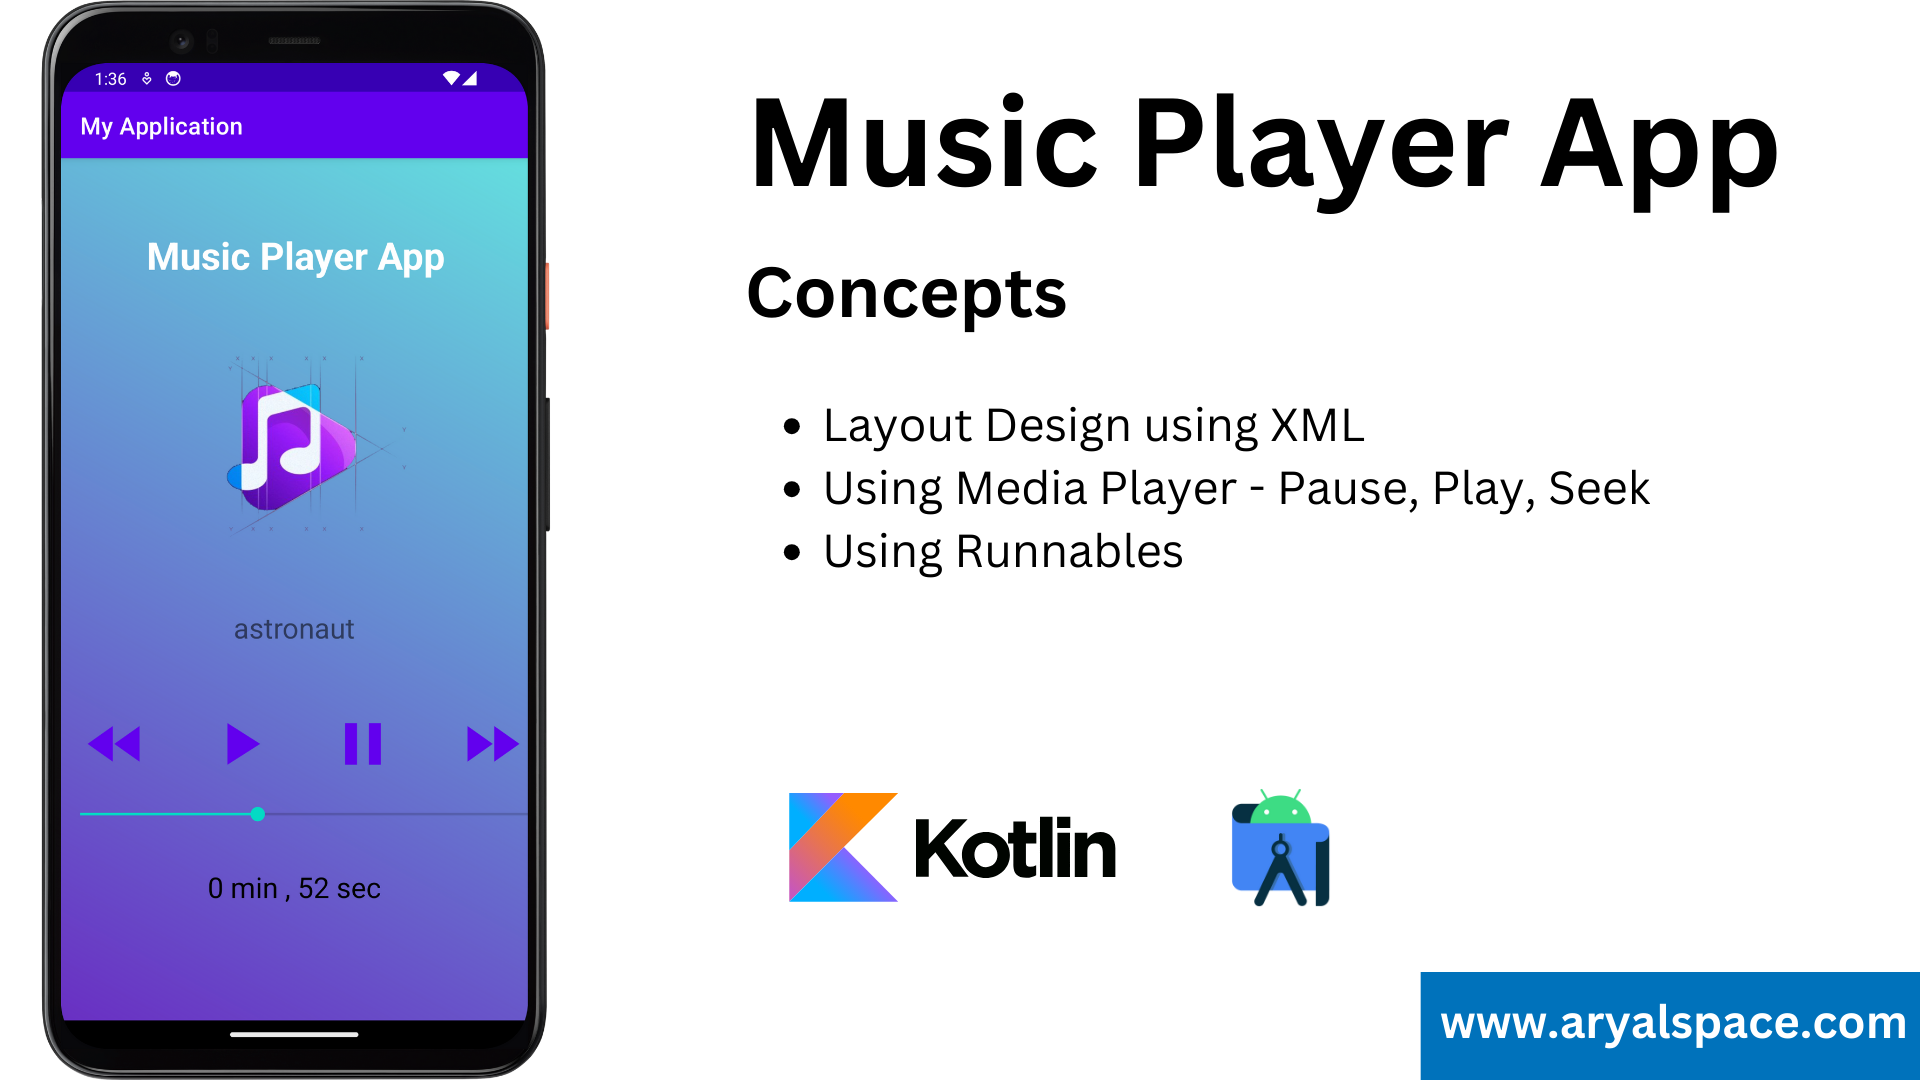 1:36
My Application
Music Player App
astronaut
0 min , 52 sec
Music Player App
Concepts
Layout Design using XML
Using Media Player - Pause, Play, Seek
Using Runnables
Kotlin
www.aryalspace.com